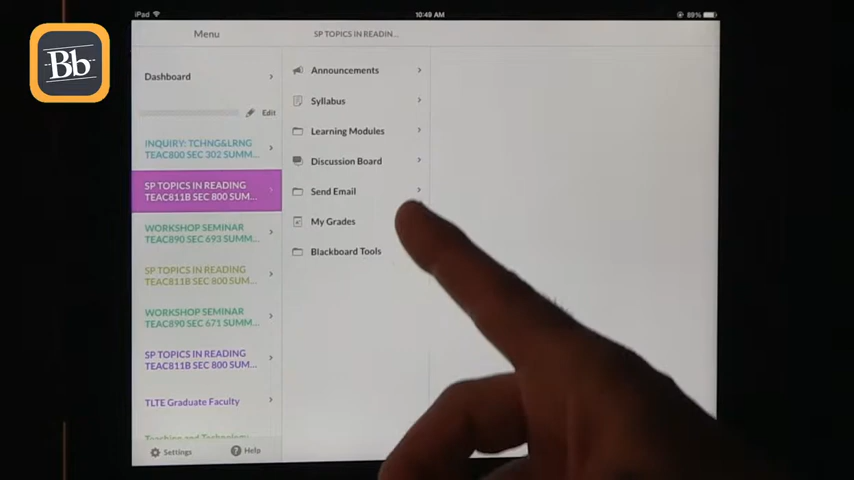 Bb
iPad
10:49 AM
89%
Menu
SP TOPICS IN READIN...
Dashboard
Edit
INQUIRY: TCHNG&LRNG
TEAC800 SEC 302 SUMM...
SP TOPICS IN READING
TEAC811B SEC 800 SUM...
WORKSHOP SEMINAR
TEAC890 SEC 693 SUMM...
SP TOPICS IN READING
TEAC811B SEC 800 SUM...
WORKSHOP SEMINAR
TEAC890 SEC 671 SUMM...
SP TOPICS IN READING
TEAC811B SEC 800 SUM...
TLTE Graduate Faculty
Teaching and Technology
Settings
Help
Announcements
Syllabus
Learning Modules
Discussion Board
Send Email
My Grades
Blackboard Tools